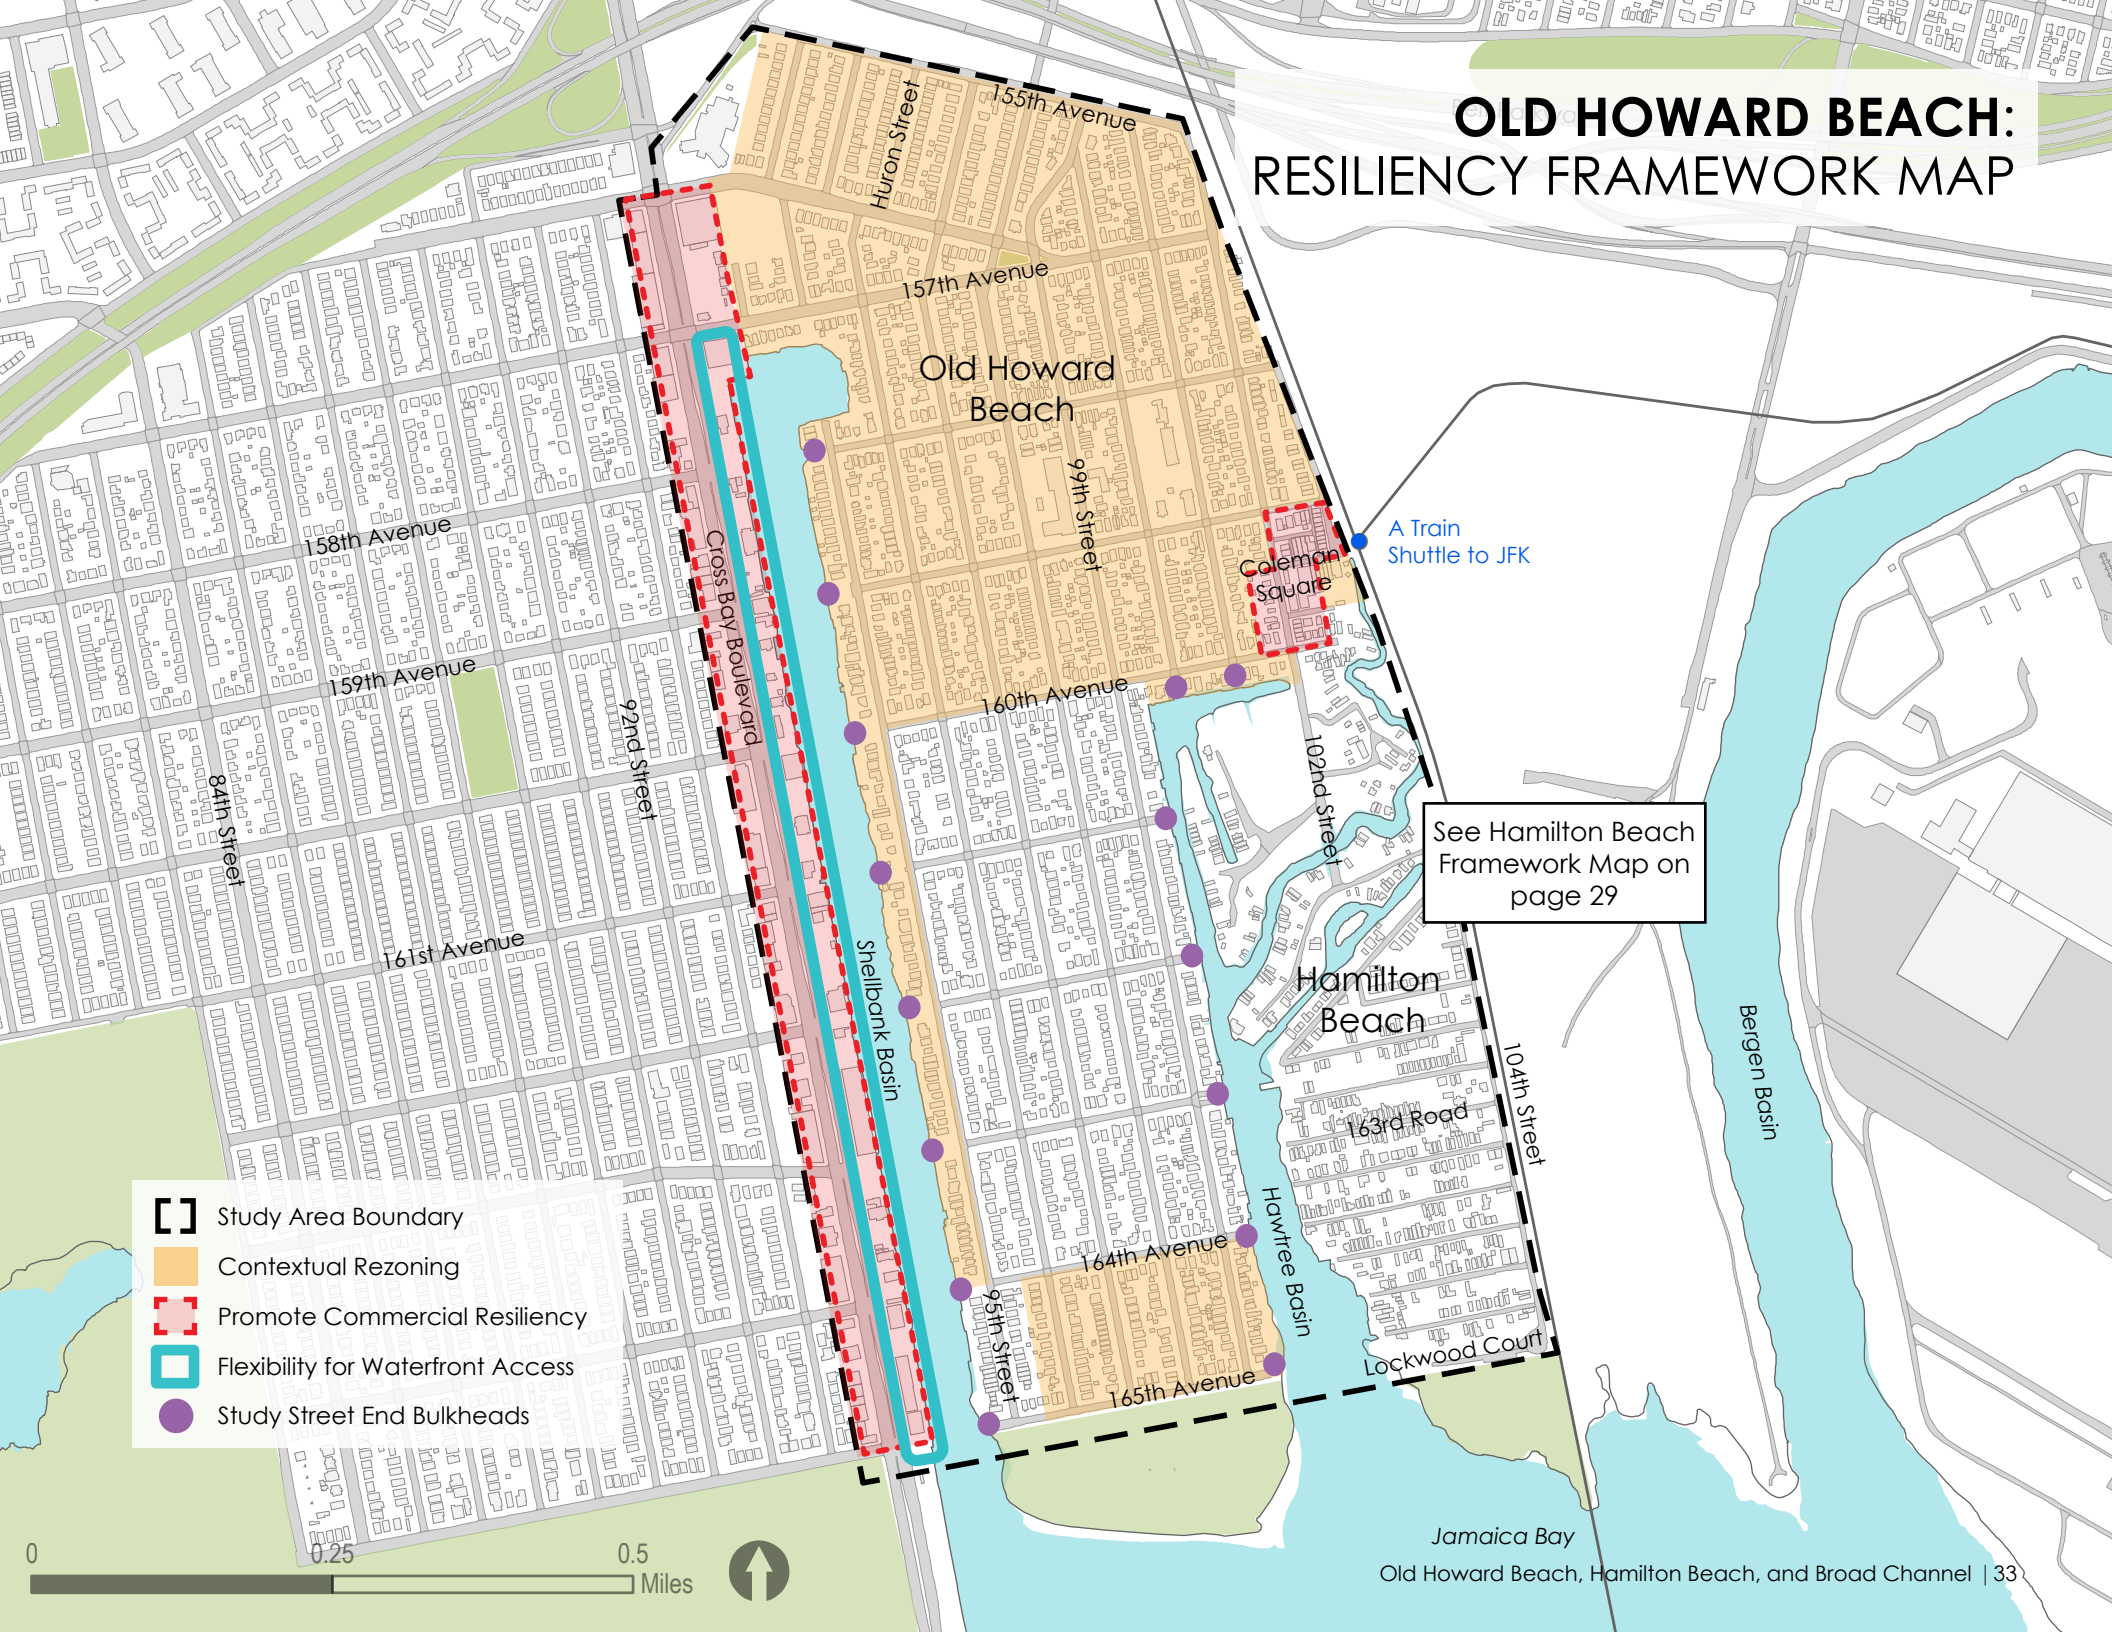 OLD HOWARD BEACH:
RESILIENCY FRAMEWORK MAP
155th Avenue
Huron Street
157th Avenue
Old Howard
Beach
99th Street
A Train
Shuttle to JFK
Coleman
Square
158th Avenue
Cross Bay Boulevard
159th Avenue
92nd Street
160th Avenue
102nd Street
84th Street
See Hamilton Beach
Framework Map on
page 29
161st Avenue
Shellbank Basin
Hamilton
Beach
Bergen Basin
104th Street
163rd Road
Hawtree Basin
164th Avenue
95th Street
165th Avenue
Lockwood Court
Study Area Boundary
Contextual Rezoning
Promote Commercial Resiliency
Flexibility for Waterfront Access
Study Street End Bulkheads
0 0.25 0.5
Miles
Jamaica Bay
Old Howard Beach, Hamilton Beach, and Broad Channel | 33